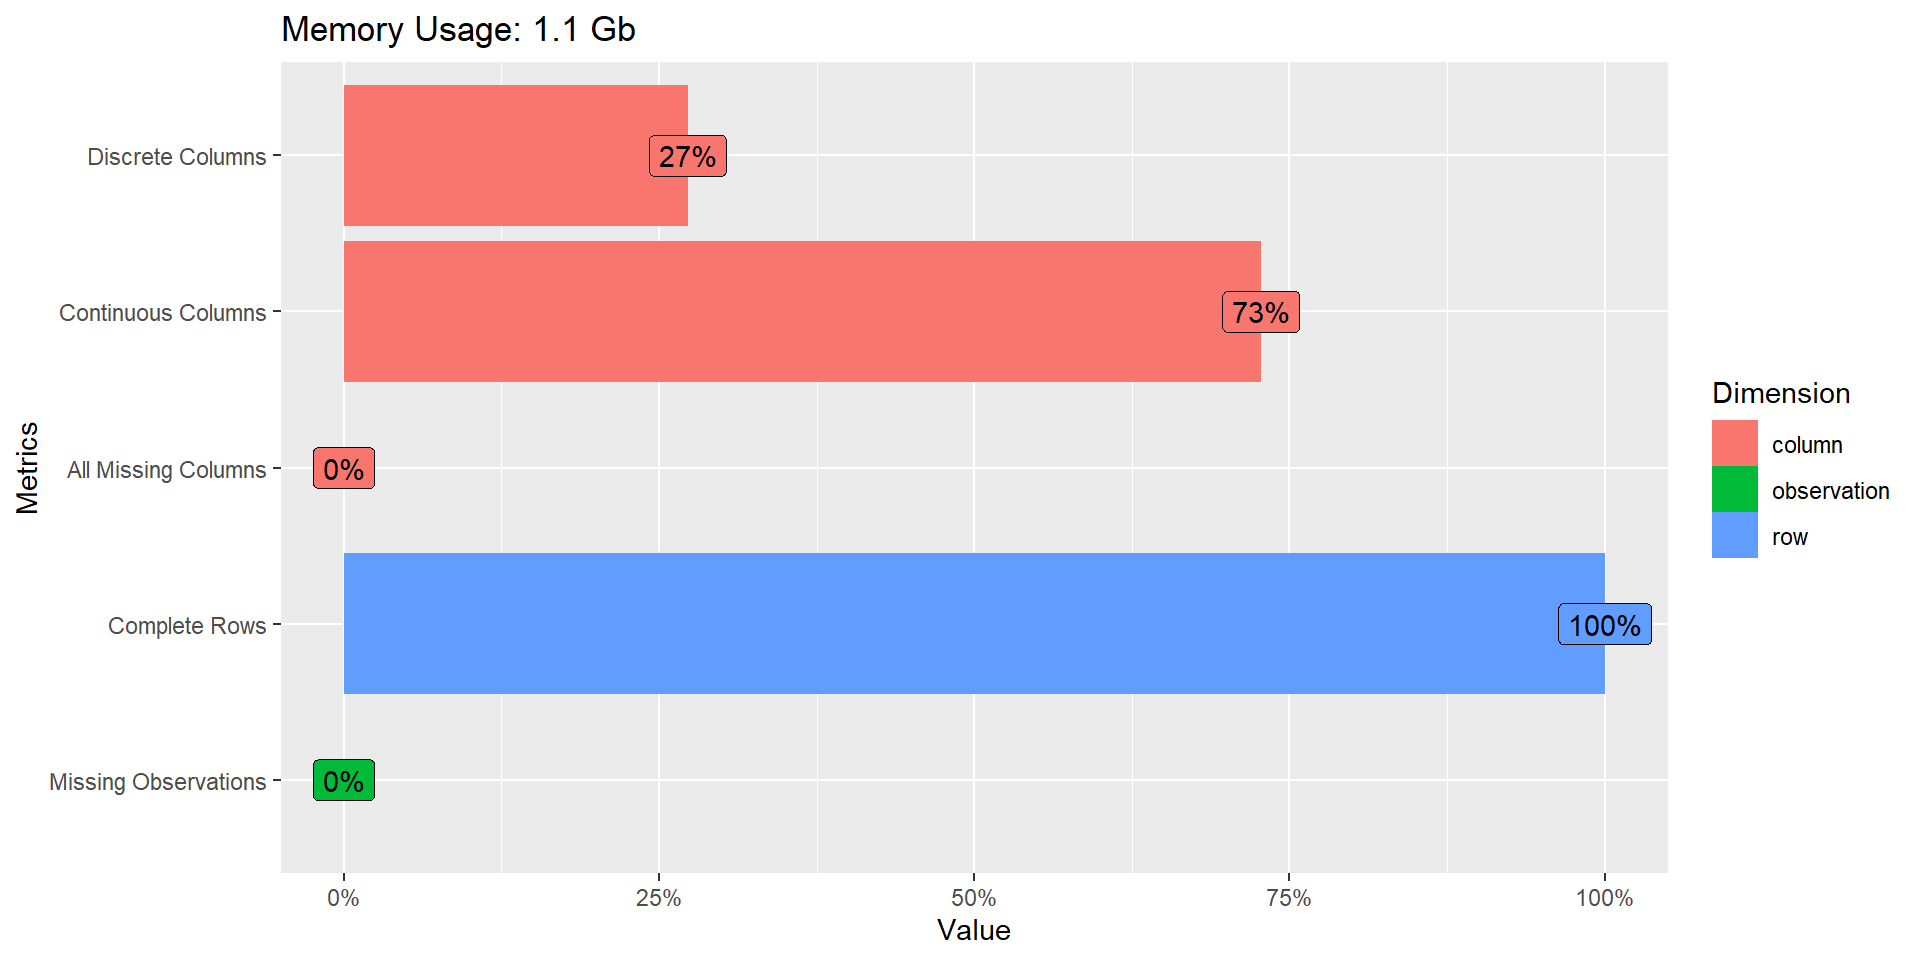 Memory Usage: 1.1 Gb
Discrete Columns
27%
Continuous Columns
73%
All Missing Columns
0%
Complete Rows
100%
Missing Observations
0%
Metrics
0%
25%
50%
75%
100%
Value
Dimension
column
observation
row